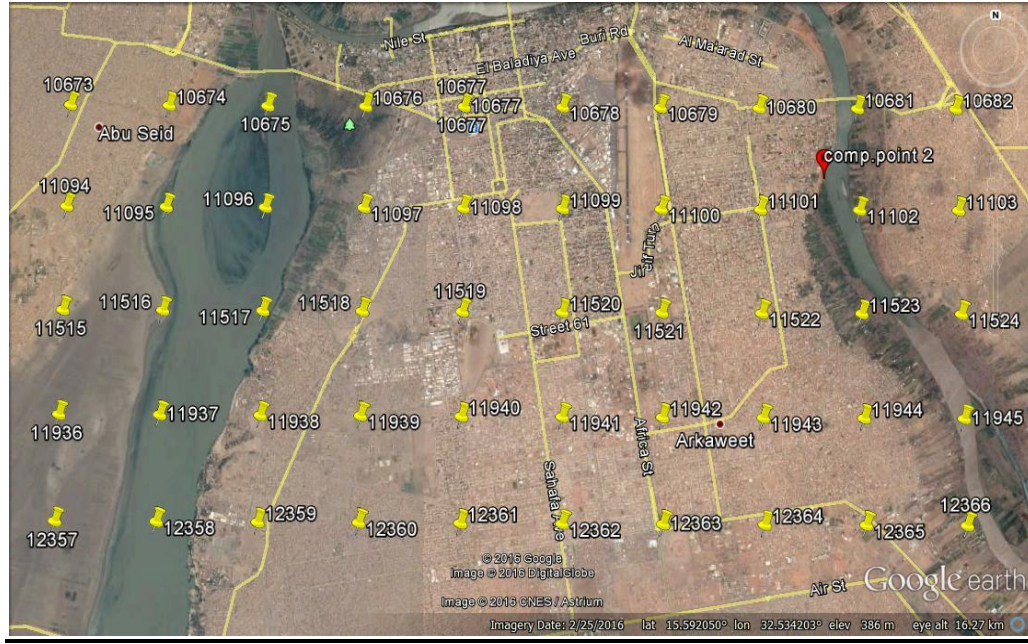 N
Nile St
El Baladiya Ave
Buri Rd
Al Ma'arad St
10673
10674
10675
10676
10677
10677
10677
10678
10679
10680
10681
10682
Abu Seid
comp.point 2
11094
11095
11096
11097
11098
11099
11100
11101
11102
11103
Jireif Turs
11515
11516
11517
11518
11519
11520
11521
11522
11523
11524
Street 61
11936
11937
11938
11939
11940
11941
11942
11943
11944
11945
Africa St
Arkaweet
Sahafa Ave
12357
12358
12359
12360
12361
12362
12363
12364
12365
12366
© 2016 Google
Image © 2016 DigitalGlobe
Image © 2016 CNES / Astrium
Air St
Google earth
Imagery Date: 2/25/2016 lat 15.592050° lon 32.534203° elev 386 m eye alt 16.27 km